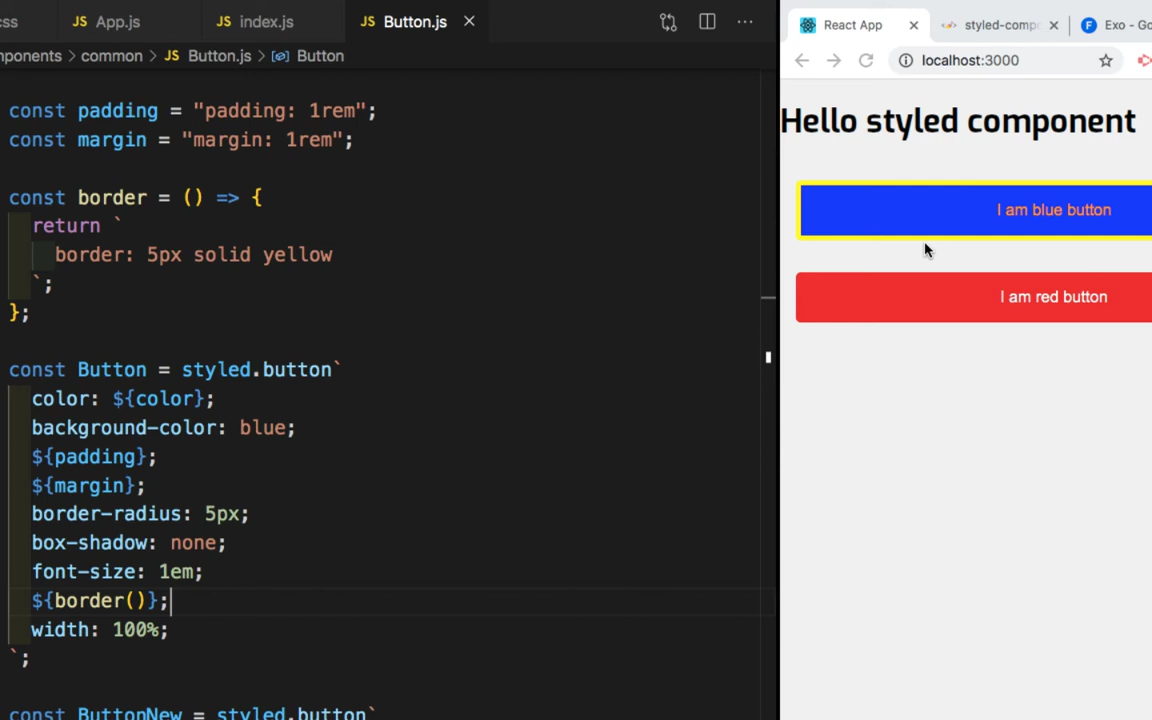 css
JS App.js
JS index.js
JS Button.js
nponents > common > JS Button.js > Button
const padding = "padding: 1rem";
const margin = "margin: 1rem";
const border = () => {
return `
border: 5px solid yellow
`;
};
const Button = styled.button`
color: ${color};
background-color: blue;
${padding};
${margin};
border-radius: 5px;
box-shadow: none;
font-size: 1em;
${border()};
width: 100%;
`;
const ButtonNew = styled.button`
React App
styled-compo
Exo - Go
localhost:3000
Hello styled component
I am blue button
I am red button